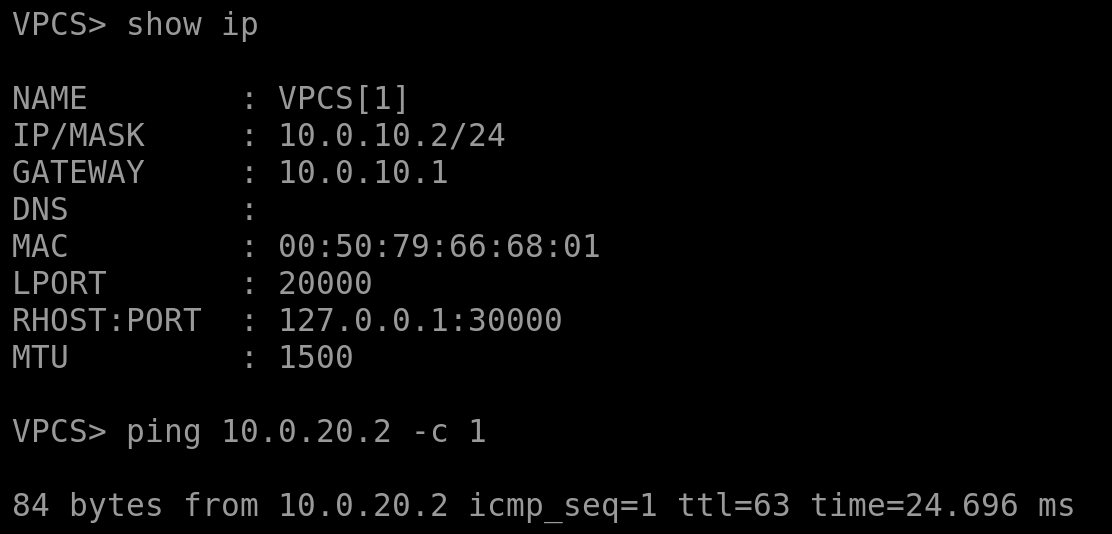 VPCS> show ip
NAME        : VPCS[1]
IP/MASK     : 10.0.10.2/24
GATEWAY     : 10.0.10.1
DNS         :
MAC         : 00:50:79:66:68:01
LPORT       : 20000
RHOST:PORT  : 127.0.0.1:30000
MTU         : 1500
VPCS> ping 10.0.20.2 -c 1
84 bytes from 10.0.20.2 icmp_seq=1 ttl=63 time=24.696 ms